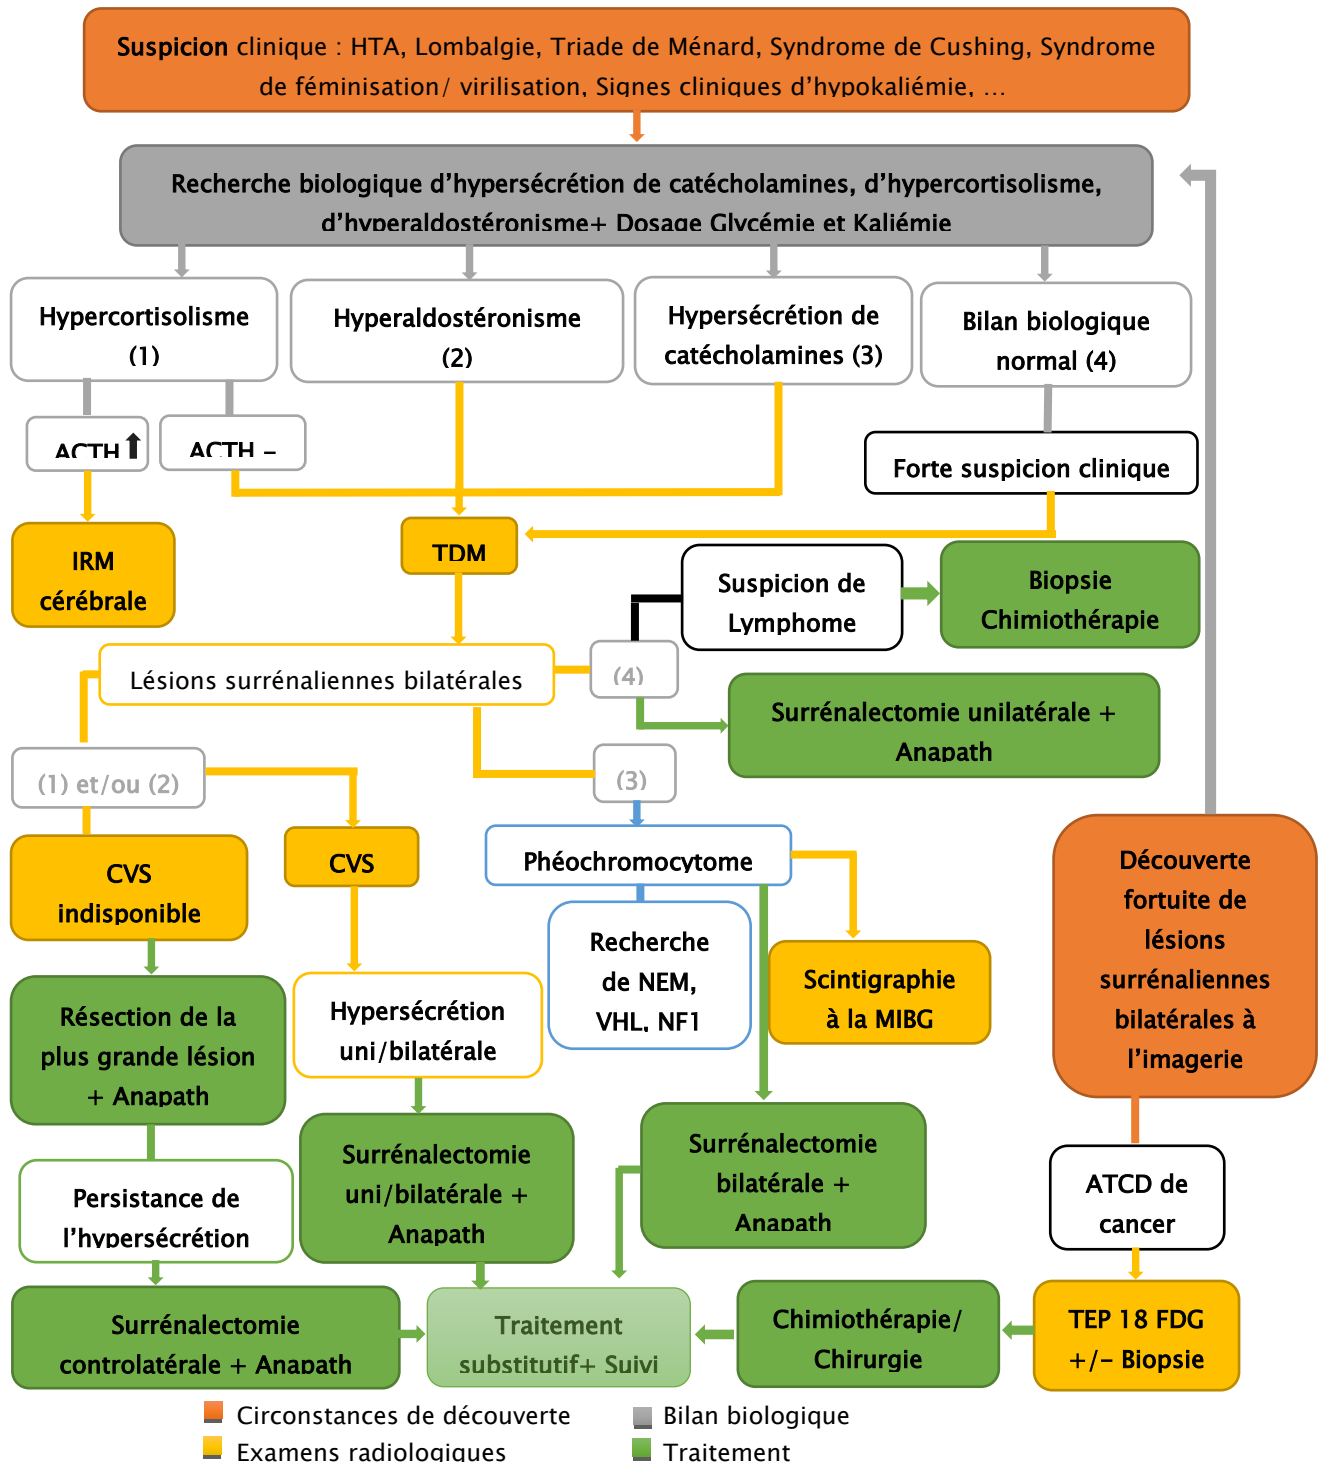 Suspicion clinique : HTA, Lombalgie, Triade de Ménard, Syndrome de Cushing, Syndrome
de féminisation/ virilisation, Signes cliniques d'hypokaliémie, ...
Recherche biologique d'hypersécrétion de catécholamines, d'hypercortisolisme,
d'hyperaldostéronisme+ Dosage Glycémie et Kaliémie
Hypercortisolisme
(1)
Hyperaldostéronisme
(2)
Hypersécrétion de
catécholamines (3)
Bilan biologique
normal (4)
ACTH
ACTH –
Forte suspicion clinique
IRM
cérébrale
TDM
Suspicion de
Lymphome
Biopsie
Chimiothérapie
Lésions surrénaliennes bilatérales
(4)
Surrénalectomie unilatérale +
Anapath
(1) et/ou (2)
(3)
CVS
indisponible
CVS
Phéochromocytome
Découverte
fortuite de
lésions
surrénaliennes
bilatérales à
l'imagerie
Recherche
de NEM,
VHL, NF1
Scintigraphie
à la MIBG
Résection de la
plus grande lésion
+ Anapath
Hypersécrétion
uni/bilatérale
Surrénalectomie
uni/bilatérale +
Anapath
Surrénalectomie
bilatérale +
Anapath
ATCD de
cancer
Persistance de
l'hypersécrétion
Surrénalectomie
controlatérale + Anapath
Traitement
substitutif+ Suivi
Chimiothérapie/
Chirurgie
TEP 18 FDG
+/- Biopsie
Circonstances de découverte
Bilan biologique
Examens radiologiques
Traitement